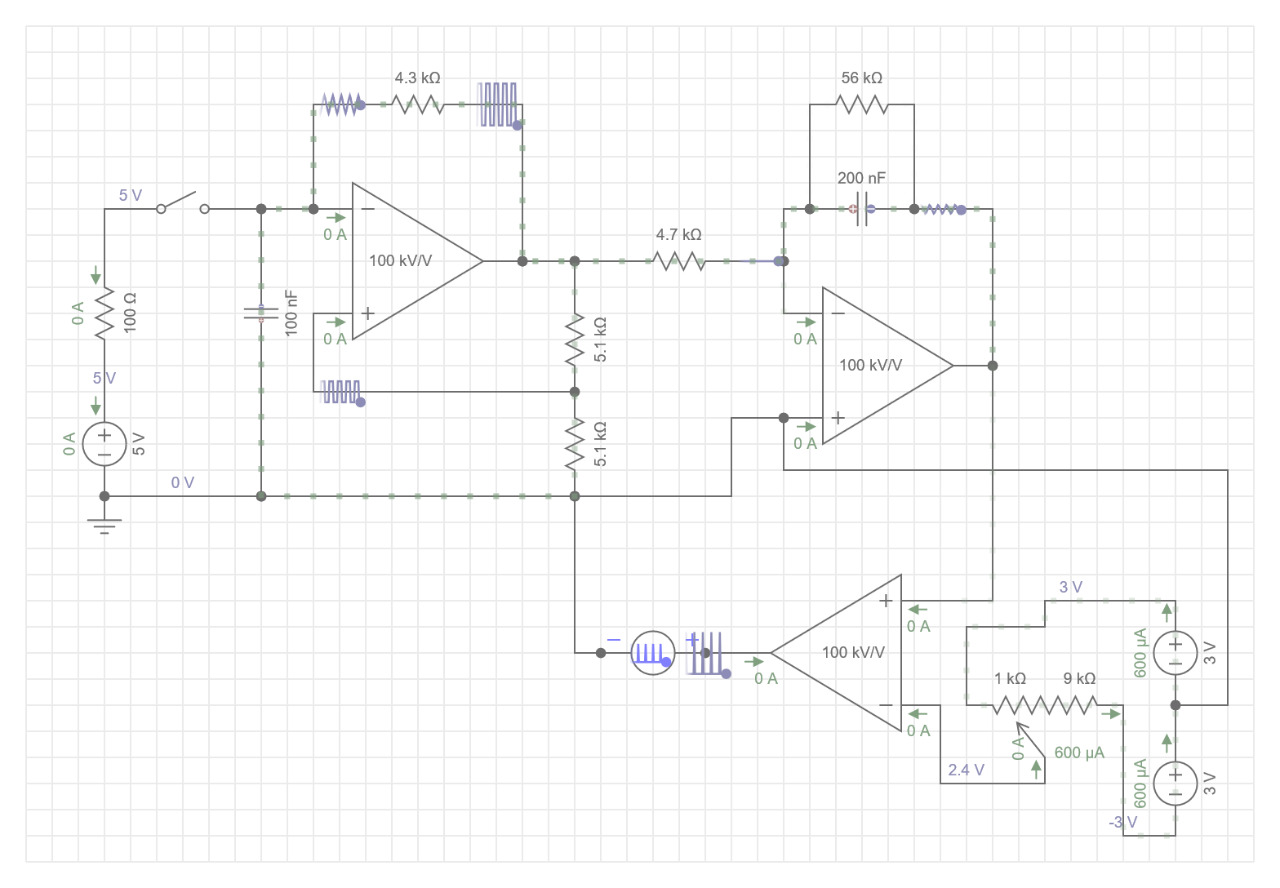 4.3 kΩ
56 kΩ
5 V
200 nF
−
0 A
4.7 kΩ
100 kV/V
0 A
100 Ω
100 nF
+
0 A
5.1 kΩ
−
0 A
100 kV/V
5 V
0 A
+
−
5 V
5.1 kΩ
+
0 A
0 V
3 V
+
0 A
−
+
100 kV/V
0 A
600 µA
+
−
3 V
1 kΩ
9 kΩ
−
0 A
0 A
600 µA
2.4 V
600 µA
+
−
3 V
-3 V